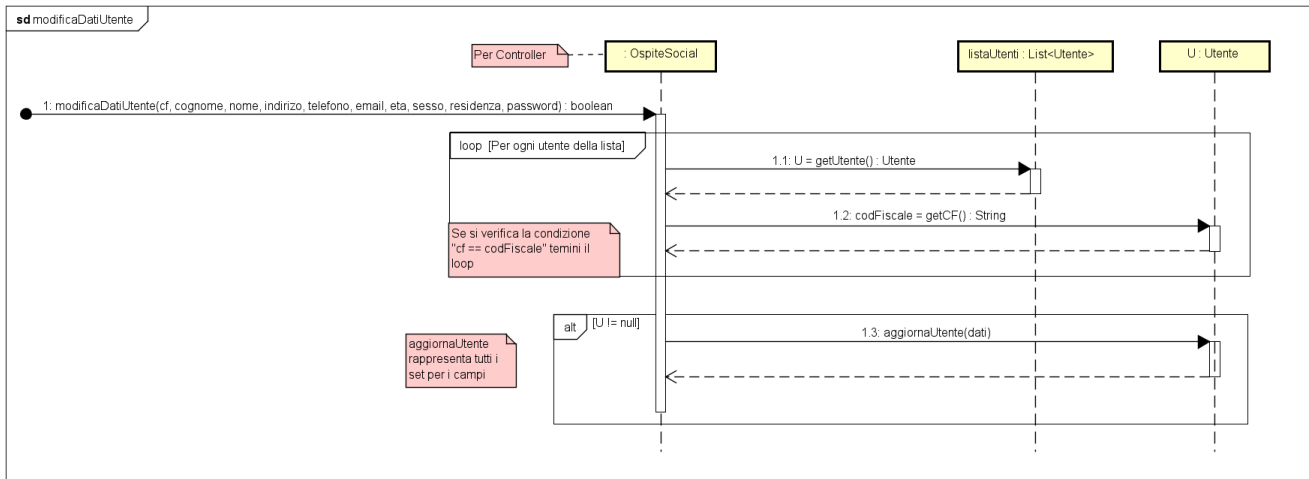 sd modificaDatiUtente
Per Controller
: OspiteSocial
listaUtenti : List<Utente>
U : Utente
1: modificaDatiUtente(cf, cognome, nome, indirizo, telefono, email, eta, sesso, residenza, password) : boolean
loop [Per ogni utente della lista]
1.1: U = getUtente() : Utente
1.2: codFiscale = getCF() : String
Se si verifica la condizione
"cf == codFiscale" temini il
loop
alt [U != null]
1.3: aggiornaUtente(dati)
aggiornaUtente
rappresenta tutti i
set per i campi